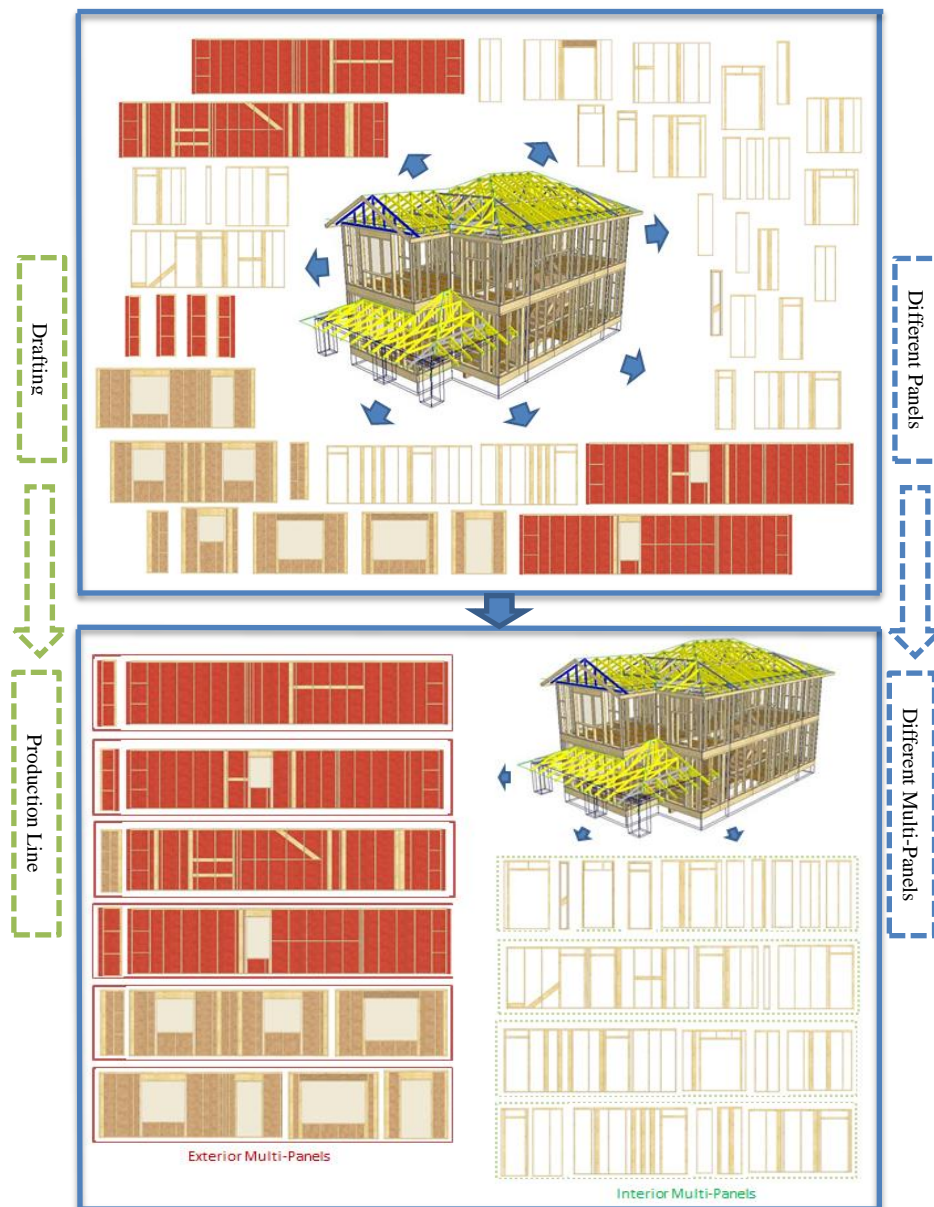 Drafting
Different Panels
Production Line
Different Multi-Panels
Exterior Multi-Panels
Interior Multi-Panels